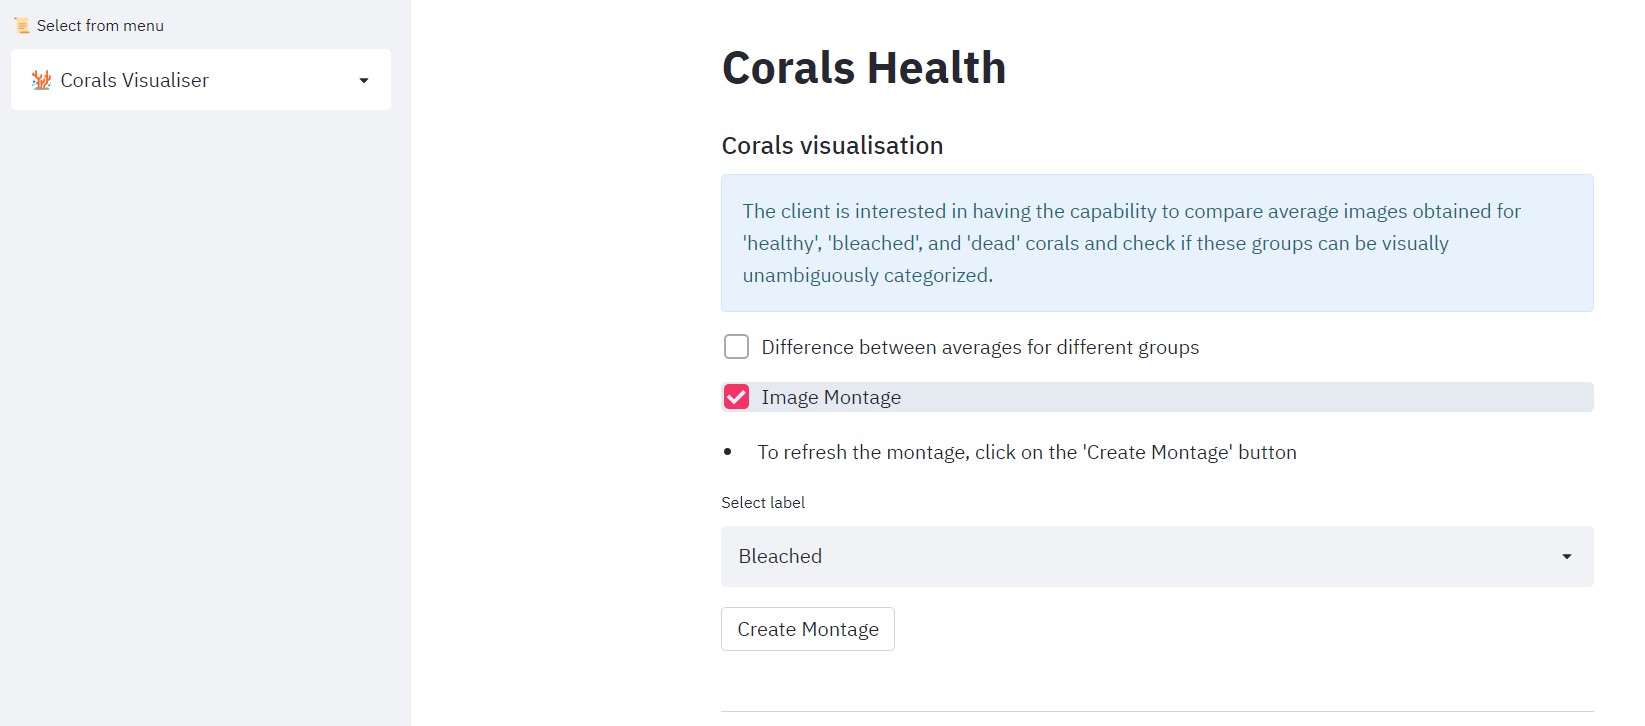 Select from menu
Corals Visualiser
Corals Health
Corals visualisation
The client is interested in having the capability to compare average images obtained for
'healthy', 'bleached', and 'dead' corals and check if these groups can be visually
unambiguously categorized.
Difference between averages for different groups
Image Montage
To refresh the montage, click on the 'Create Montage' button
Select label
Bleached
Create Montage